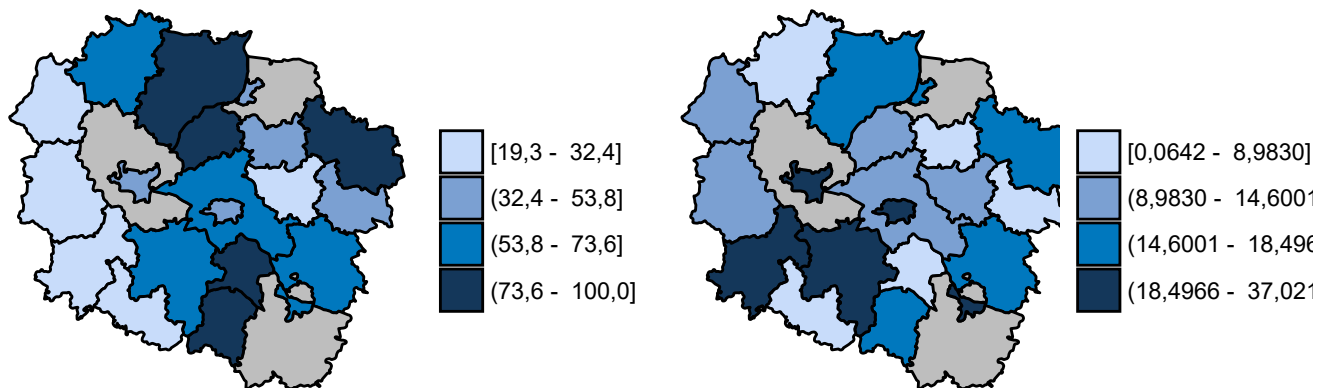 [19,3 - 32,4]
(32,4 - 53,8]
(53,8 - 73,6]
(73,6 - 100,0]
[0,0642 - 8,9830]
(8,9830 - 14,6001
(14,6001 - 18,496
(18,4966 - 37,021